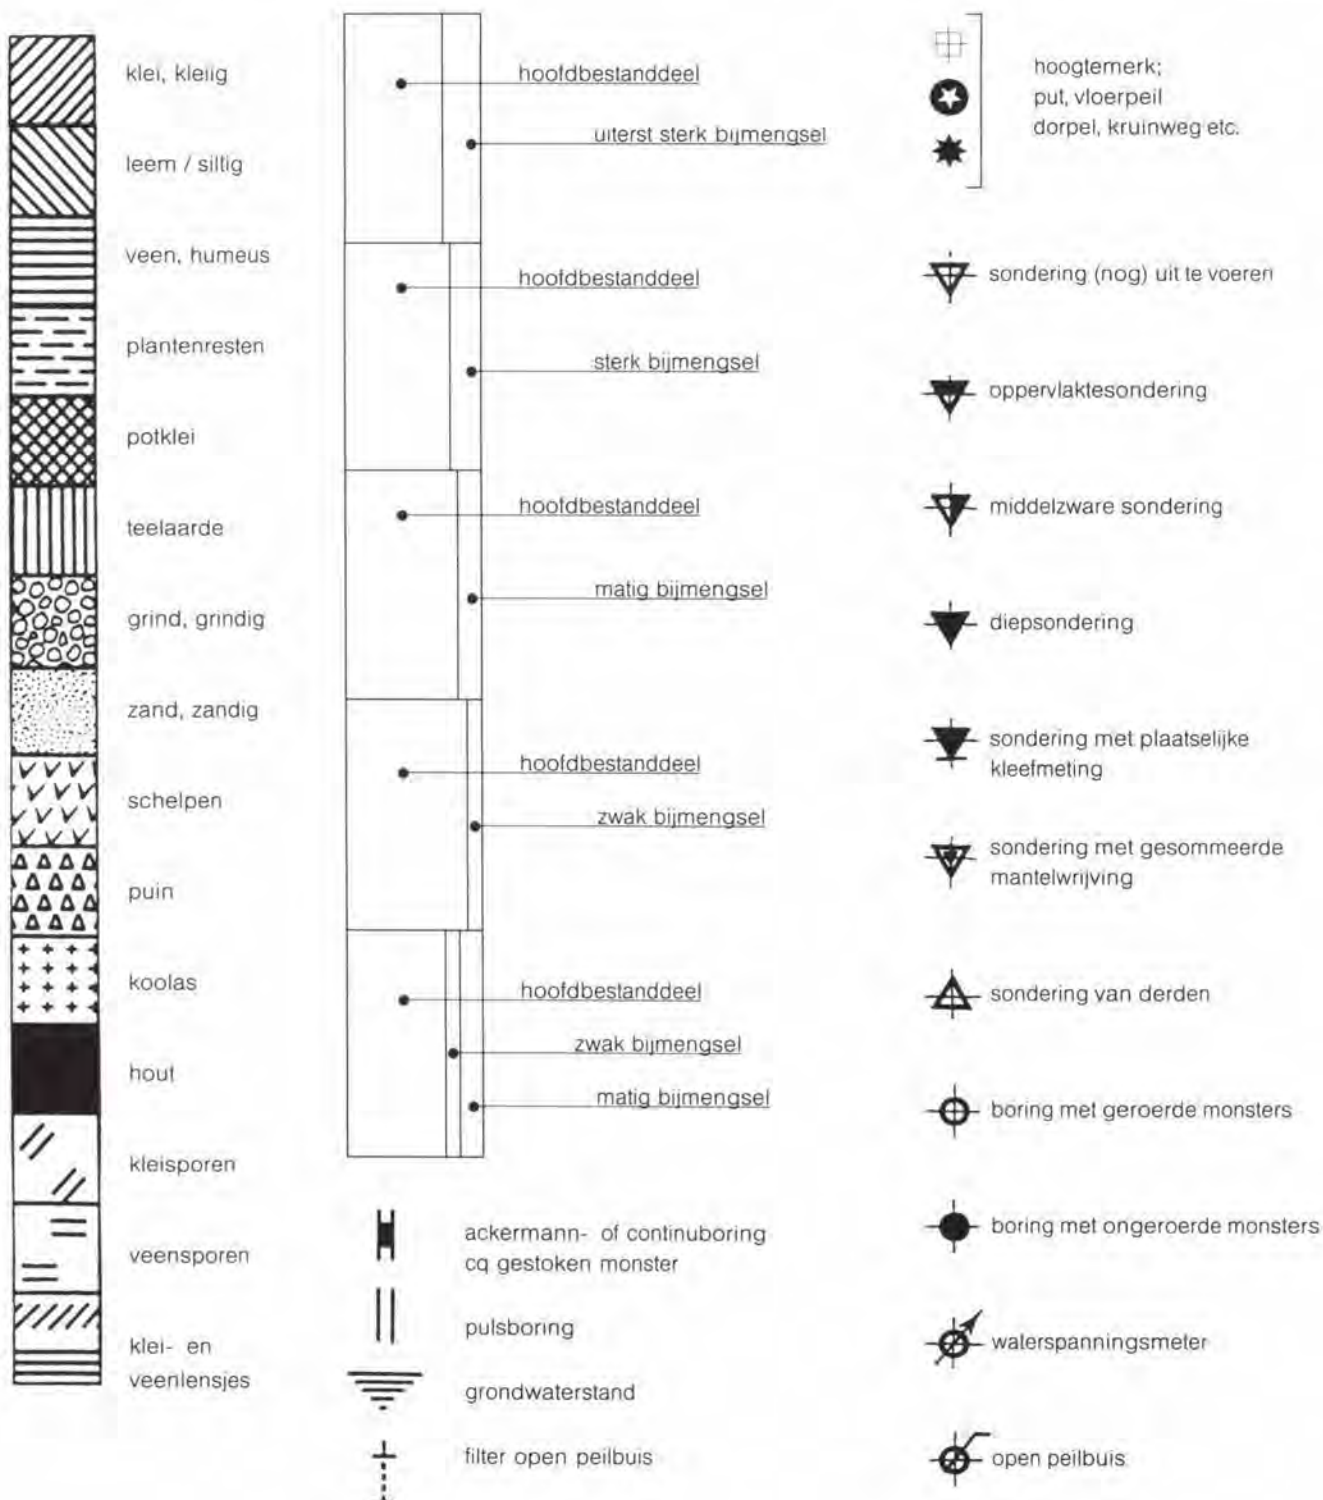 klei, kleiig
leem / siltig
veen, humeus
plantenresten
potklei
teelaarde
grind, grindig
zand, zandig
schelpen
puin
koolas
hout
kleisporen
veensporen
klei- en
veenlensjes
hoofdbestanddeel
uiterst sterk bijmengsel
hoofdbestanddeel
sterk bijmengsel
hoofdbestanddeel
matig bijmengsel
hoofdbestanddeel
zwak bijmengsel
hoofdbestanddeel
zwak bijmengsel
matig bijmengsel
ackermann- of continuboring
cq gestoken monster
pulsboring
grondwaterstand
filter open peilbuis
hoogtemerk;
put, vloerpeil
dorpel, kruinweg etc.
sondering (nog) uit te voeren
oppervlaktesondering
middelzware sondering
diepsondering
sondering met plaatselijke
kleefmeting
sondering met gesommeerde
mantelwrijving
sondering van derden
boring met geroerde monsters
boring met ongeroerde monsters
waterspanningsmeter
open peilbuis